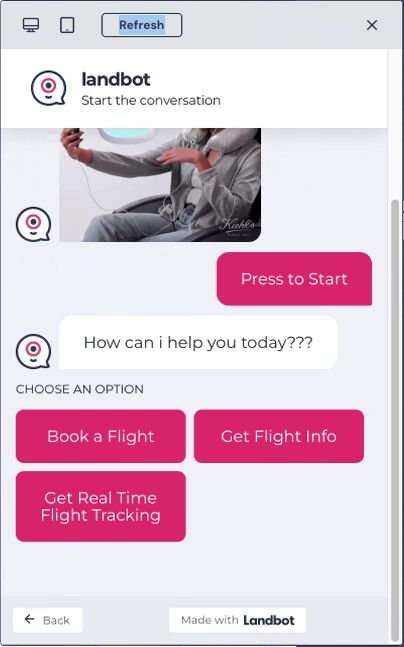 Refresh
landbot
Start the conversation
Kiehl's
Press to Start
How can i help you today???
CHOOSE AN OPTION
Book a Flight
Get Flight Info
Get Real Time
Flight Tracking
Back
Made with Landbot